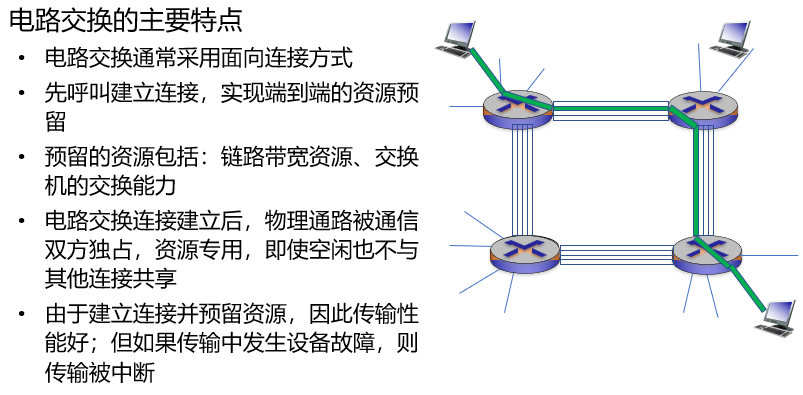 电路交换的主要特点
• 电路交换通常采用面向连接方式
• 先呼叫建立连接，实现端到端的资源预
留
• 预留的资源包括：链路带宽资源、交换
机的交换能力
• 电路交换连接建立后，物理通路被通信
双方独占，资源专用，即使空闲也不与
其他连接共享
• 由于建立连接并预留资源，因此传输性
能好；但如果传输中发生设备故障，则
传输被中断